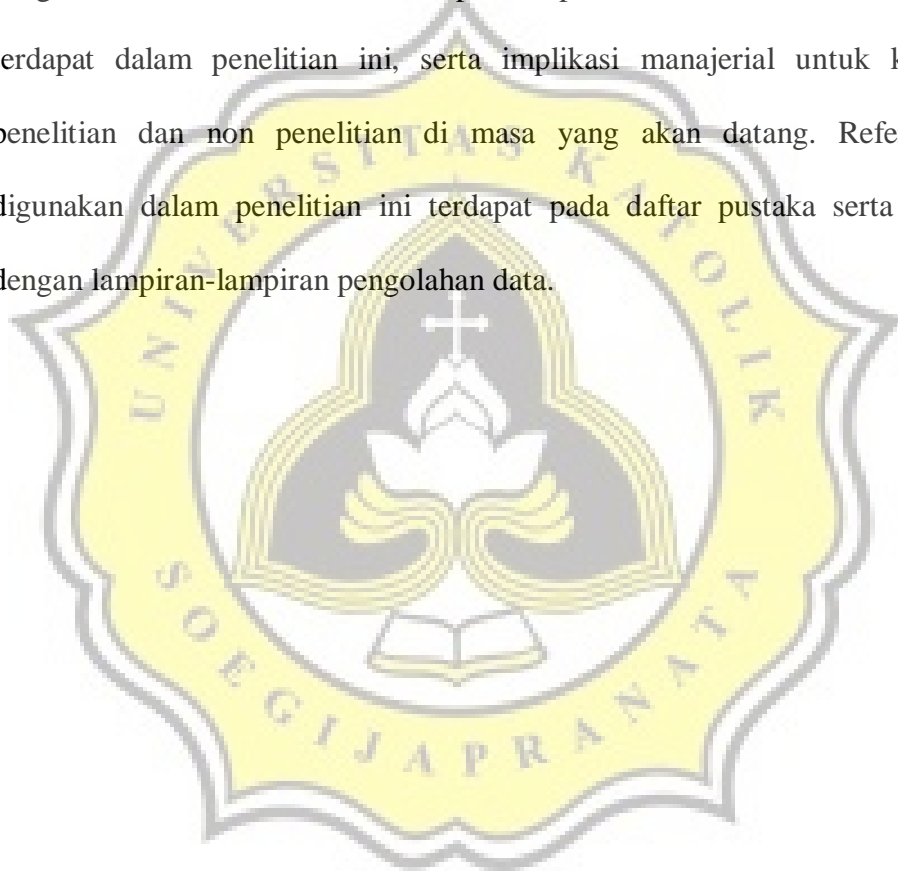 terdapat dalam penelitian ini, serta implikasi manajerial untuk
penelitian dan non penelitian di masa yang akan datang.
digunakan dalam penelitian ini terdapat pada daftar pustaka serta
dengan lampiran-lampiran pengolahan data.
UNIVERSITAS KATOLIK
SOEGIJAPRANATA